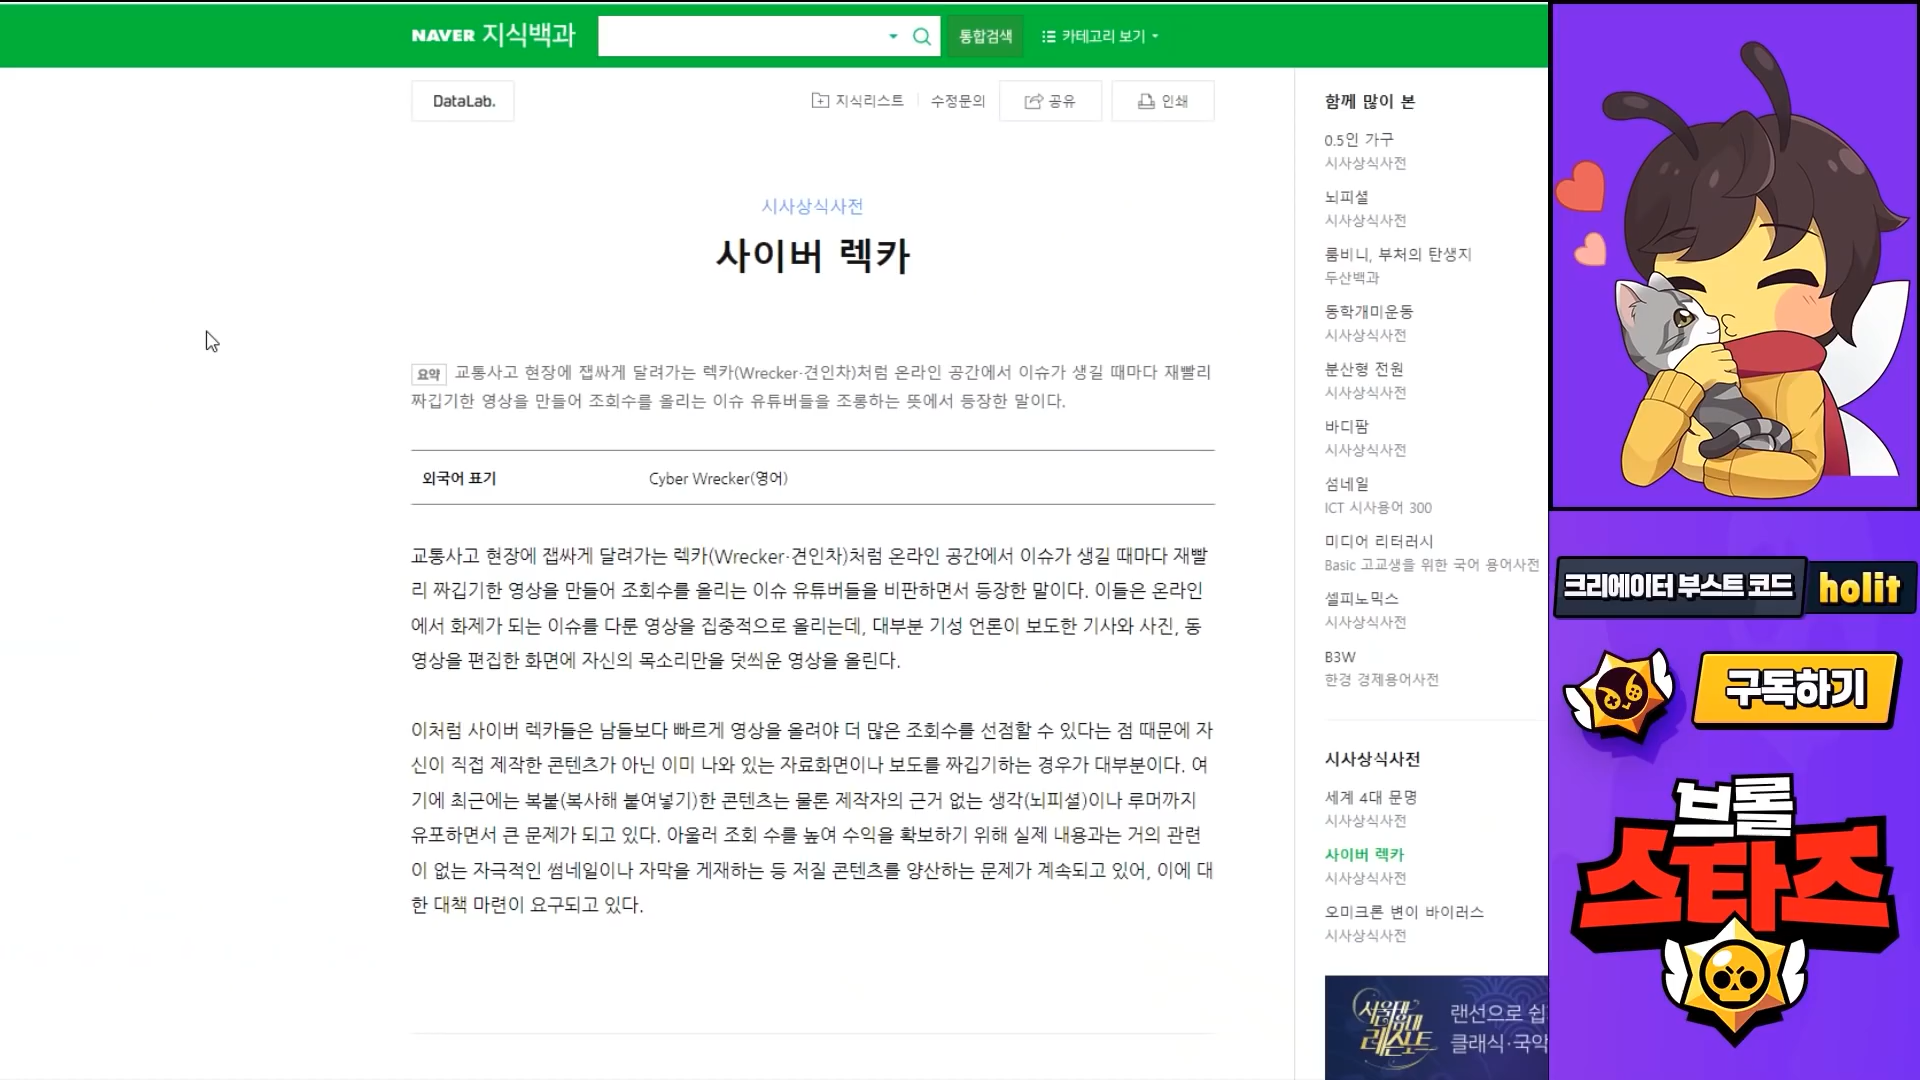 NAVER 지식백과
통합검색
카테고리 보기
DataLab.
지식리스트
수정문의
공유
인쇄
시사상식사전
사이버 렉카
요약 교통사고 현장에 잽싸게 달려가는 렉카(Wrecker·견인차)처럼 온라인 공간에서 이슈가 생길 때마다 재빨리
짜깁기한 영상을 만들어 조회수를 올리는 이슈 유튜버들을 조롱하는 뜻에서 등장한 말이다.
외국어 표기 Cyber Wrecker(영어)
교통사고 현장에 잽싸게 달려가는 렉카(Wrecker·견인차)처럼 온라인 공간에서 이슈가 생길 때마다 재빨
리 짜깁기한 영상을 만들어 조회수를 올리는 이슈 유튜버들을 비판하면서 등장한 말이다. 이들은 온라인
에서 화제가 되는 이슈를 다룬 영상을 집중적으로 올리는데, 대부분 기성 언론이 보도한 기사와 사진, 동
영상을 편집한 화면에 자신의 목소리만을 덧씌운 영상을 올린다.
이처럼 사이버 렉카들은 남들보다 빠르게 영상을 올려야 더 많은 조회수를 선점할 수 있다는 점 때문에 자
신이 직접 제작한 콘텐츠가 아닌 이미 나와 있는 자료화면이나 보도를 짜깁기하는 경우가 대부분이다. 여
기에 최근에는 복붙(복사해 붙여넣기)한 콘텐츠는 물론 제작자의 근거 없는 생각(뇌피셜)이나 루머까지
유포하면서 큰 문제가 되고 있다. 아울러 조회 수를 높여 수익을 확보하기 위해 실제 내용과는 거의 관련
이 없는 자극적인 썸네일이나 자막을 게재하는 등 저질 콘텐츠를 양산하는 문제가 계속되고 있어, 이에 대
한 대책 마련이 요구되고 있다.
함께 많이 본
0.5인 가구
시사상식사전
뇌피셜
시사상식사전
룸비니, 부처의 탄생지
두산백과
동학개미운동
시사상식사전
분산형 전원
시사상식사전
바디팜
시사상식사전
섬네일
ICT 시사용어 300
미디어 리터러시
Basic 고교생을 위한 국어 용어사전
셀피노믹스
시사상식사전
B3W
한경 경제용어사전
시사상식사전
세계 4대 문명
시사상식사전
사이버 렉카
시사상식사전
오미크론 변이 바이러스
시사상식사전
서울대
음대
레슨노트
랜선으로 쉽
클래식·국악
크리에이터 부스트 코드 holit
구독하기
브롤
스타즈